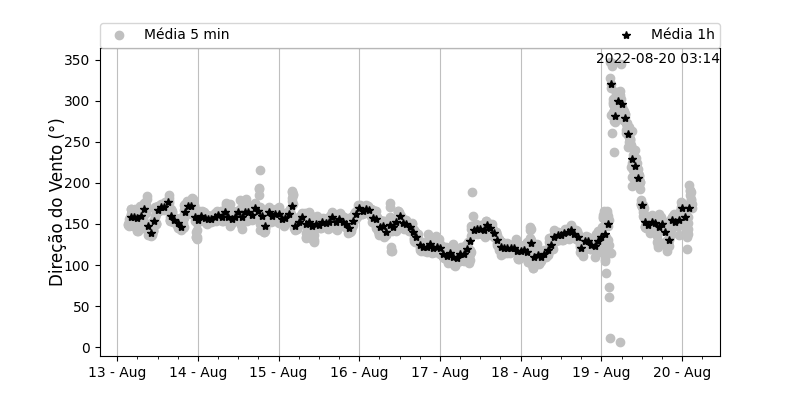 Média 5 min
Média 1h
2022-08-20 03:14
Direção do Vento (°)
350
300
250
200
150
100
50
0
13 - Aug
14 - Aug
15 - Aug
16 - Aug
17 - Aug
18 - Aug
19 - Aug
20 - Aug